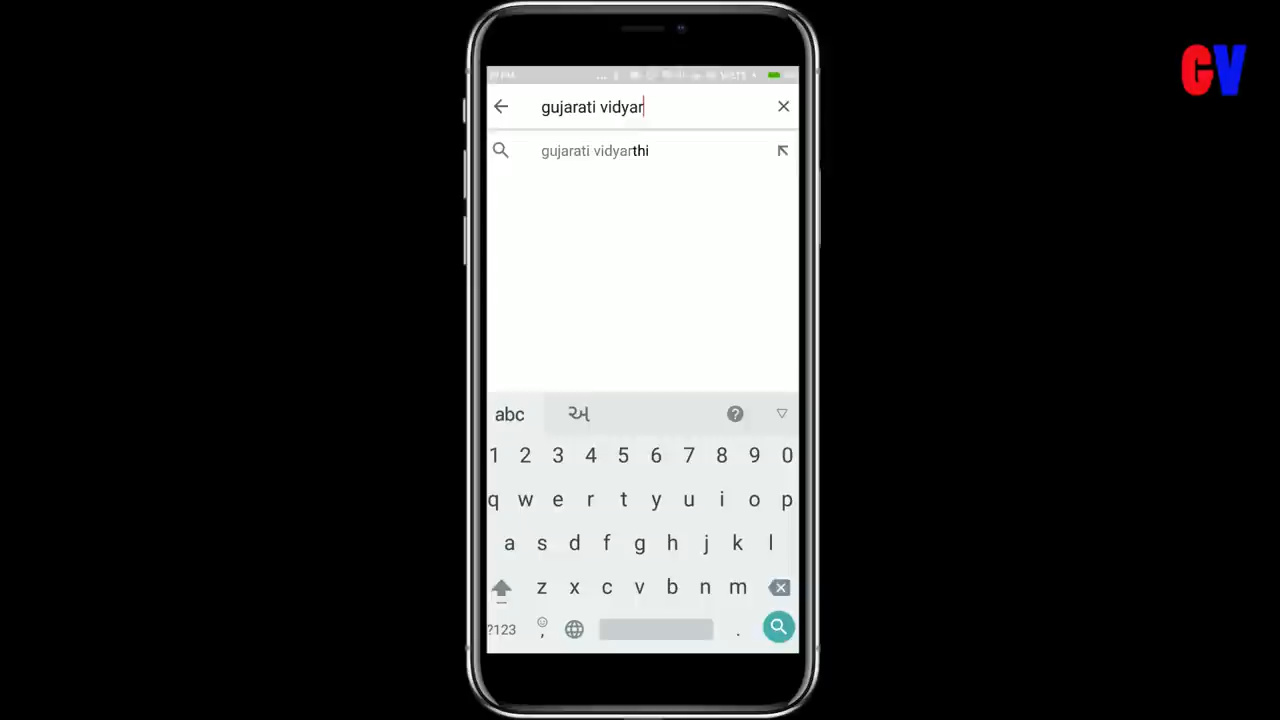 GV
gujarati vidyar
gujarati vidyarthi
abc અ
1 2 3 4 5 6 7 8 9 0
q w e r t y u i o p
a s d f g h j k l
z x c v b n m
?123 , .